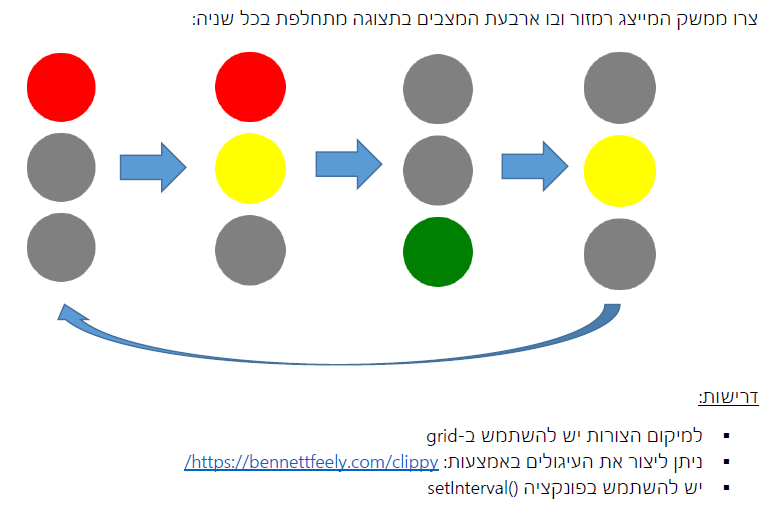 צרו ממשק המייצג רמזור ובו ארבעת המצבים בתצוגה מתחלפת בכל שניה:
דרישות:
▪ למיקום הצורות יש להשתמש ב-grid
▪ ניתן ליצור את העיגולים באמצעות: https://bennettfeely.com/clippy/
▪ יש להשתמש בפונקציה setInterval()